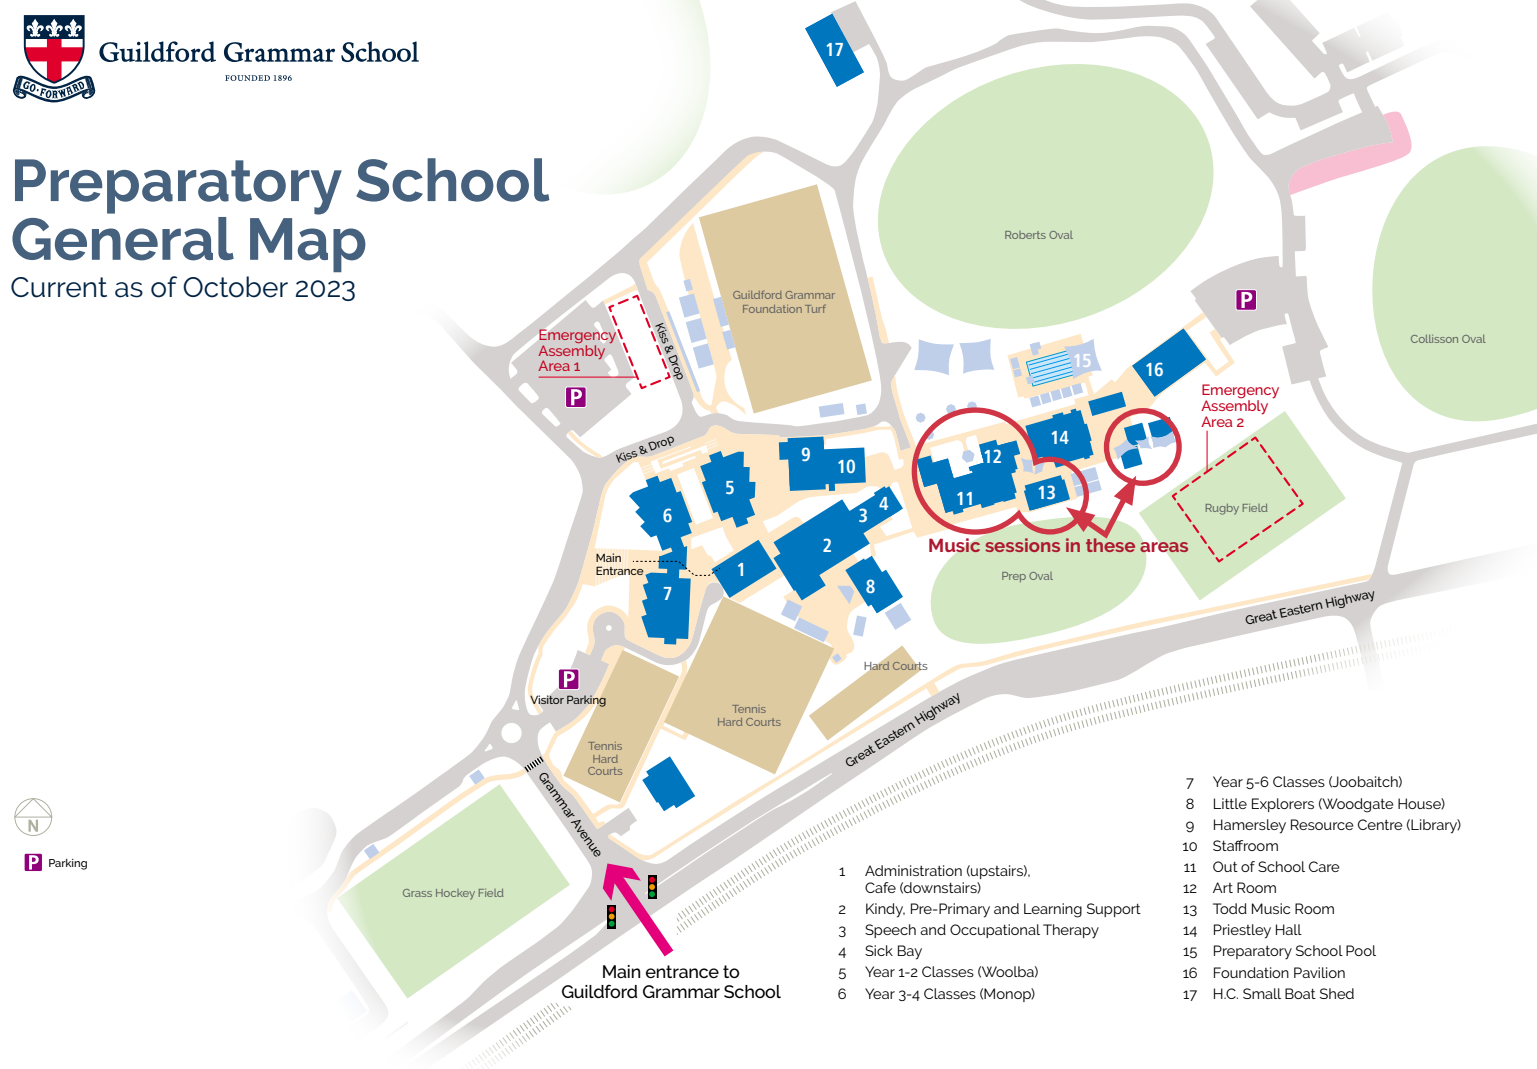 GO·FORWARD
Guildford Grammar School
FOUNDED 1896
Preparatory School
General Map
Current as of October 2023
17
Roberts Oval
Guildford Grammar
Foundation Turf
P
Collisson Oval
Emergency
Assembly
Area 1
P
Kiss & Drop
Kiss & Drop
15
16
Emergency
Assembly
Area 2
14
12
11
13
9
10
5
6
4
3
2
1
8
7
Main
Entrance
Music sessions in these areas
Rugby Field
Prep Oval
Great Eastern Highway
Hard Courts
P
Visitor Parking
Tennis
Hard Courts
Tennis
Hard
Courts
Great Eastern Highway
Grammar Avenue
N
P Parking
Grass Hockey Field
Main entrance to
Guildford Grammar School
1 Administration (upstairs),
Cafe (downstairs)
2 Kindy, Pre-Primary and Learning Support
3 Speech and Occupational Therapy
4 Sick Bay
5 Year 1-2 Classes (Woolba)
6 Year 3-4 Classes (Monop)
7 Year 5-6 Classes (Joobaitch)
8 Little Explorers (Woodgate House)
9 Hamersley Resource Centre (Library)
10 Staffroom
11 Out of School Care
12 Art Room
13 Todd Music Room
14 Priestley Hall
15 Preparatory School Pool
16 Foundation Pavilion
17 H.C. Small Boat Shed